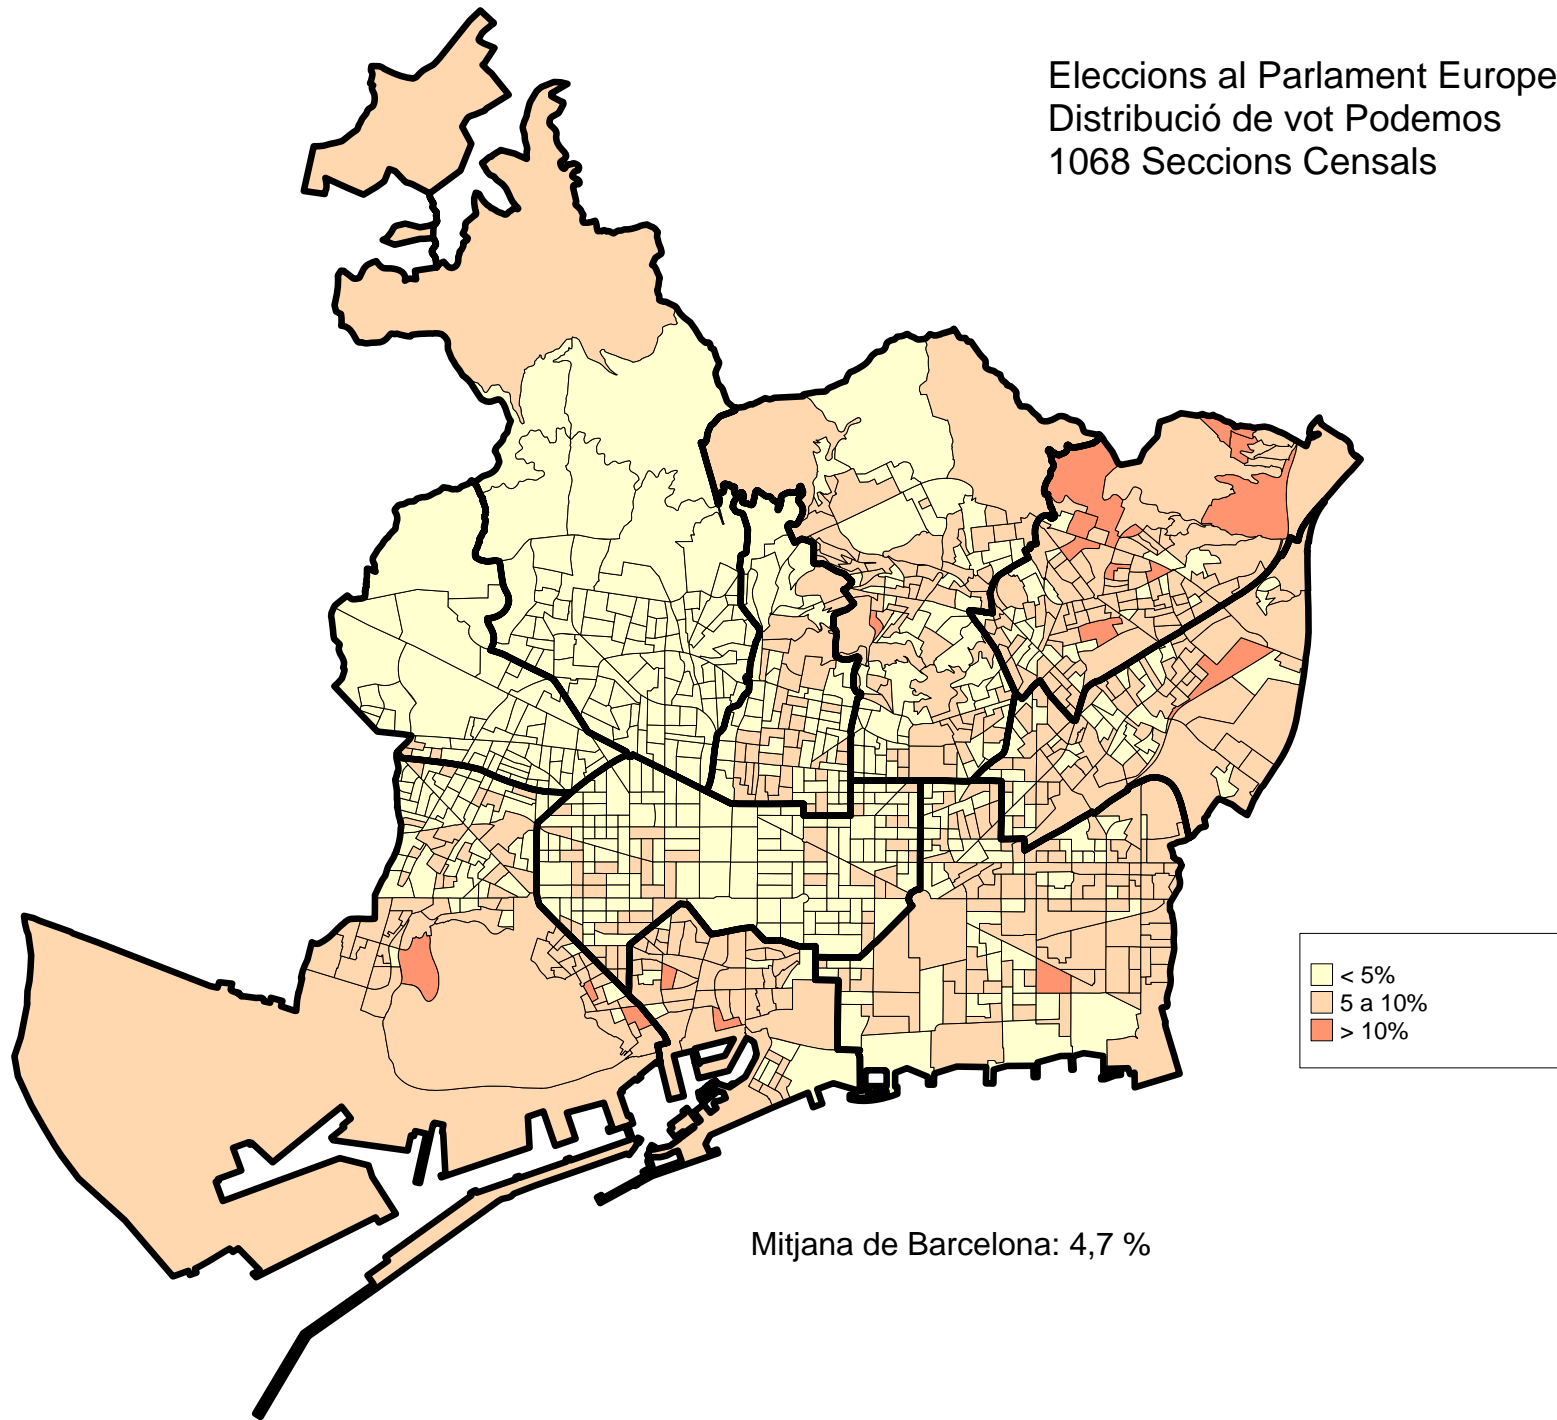 Eleccions al Parlament Europe
Distribució de vot Podemos
1068 Seccions Censals
< 5%
5 a 10%
> 10%
Mitjana de Barcelona: 4,7 %